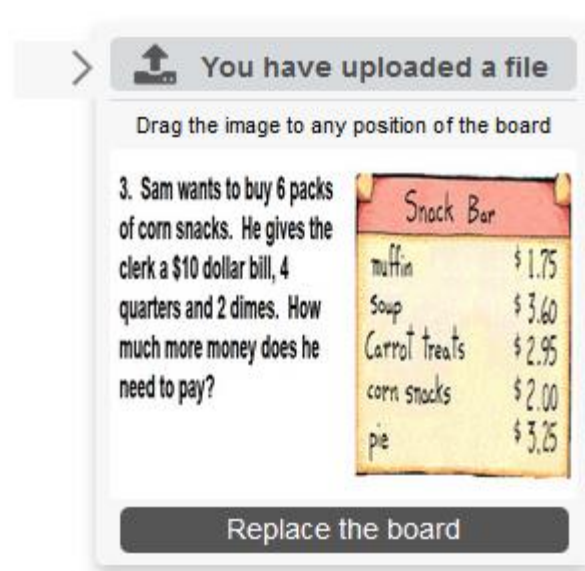 You have uploaded a file
Drag the image to any position of the board
3. Sam wants to buy 6 packs
of corn snacks. He gives the
clerk a $10 dollar bill, 4
quarters and 2 dimes. How
much more money does he
need to pay?
Snack Bar
muffin $1.75
Soup $3.60
Carrot treats $2.95
corn snacks $2.00
pie $3.25
Replace the board